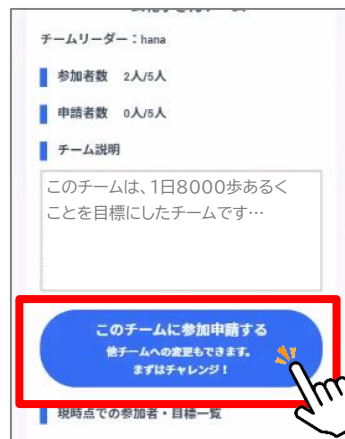 チームリーダー：hana
参加者数 2人/5人
申請者数 0人/5人
チーム説明
このチームは、1日8000歩あるく
ことを目標にしたチームです…
このチームに参加申請する
他チームへの変更もできます。
まずはチャレンジ！
現時点での参加者・目標一覧